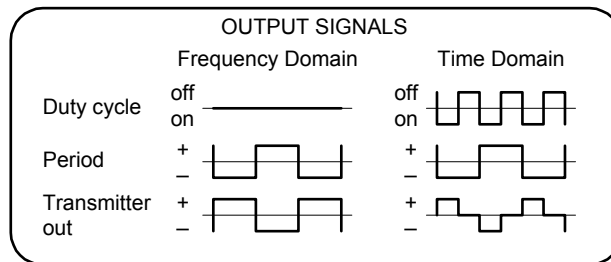 OUTPUT SIGNALS
Frequency Domain Time Domain
off off
Duty cycle
on on
+ +
Period
– –
Transmitter + +
out – –